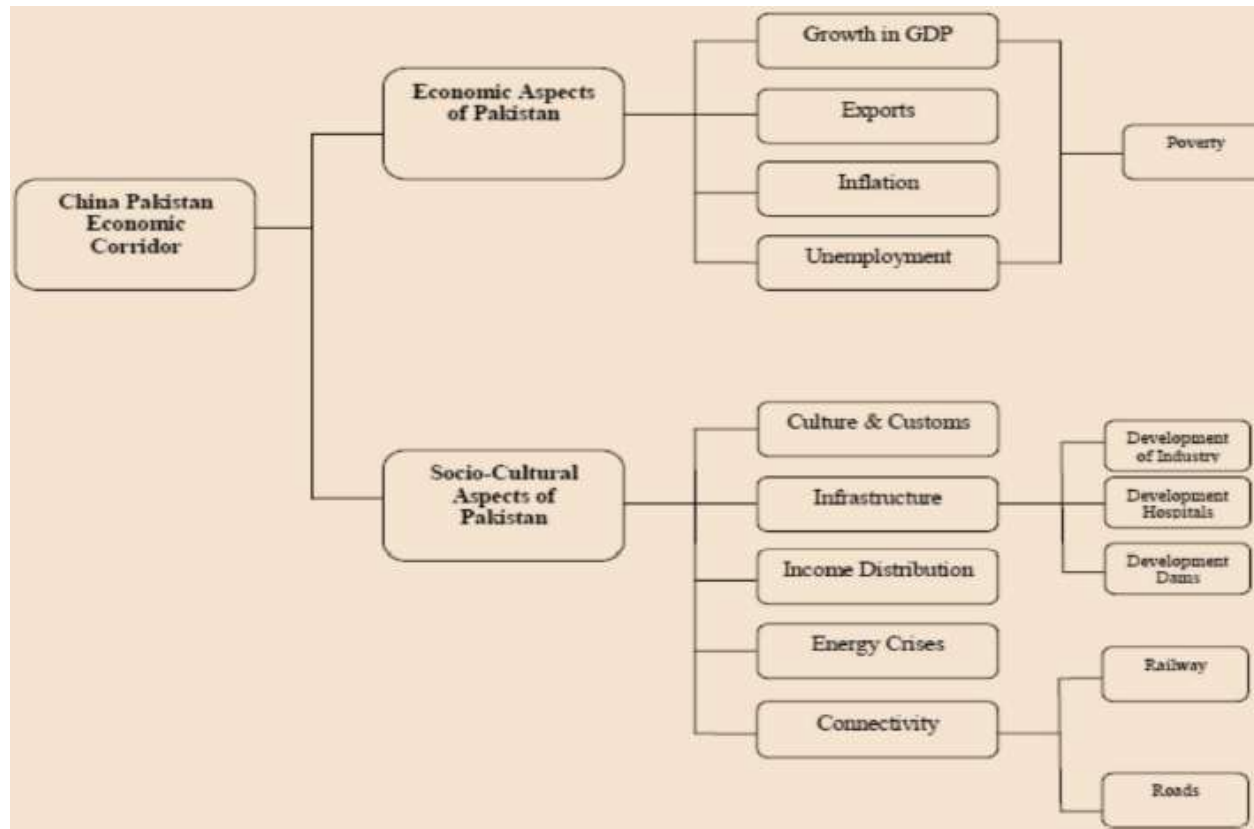 China Pakistan
Economic
Corridor
Economic Aspects
of Pakistan
Growth in GDP
Exports
Inflation
Unemployment
Poverty
Socio-Cultural
Aspects of
Pakistan
Culture & Customs
Infrastructure
Income Distribution
Energy Crises
Connectivity
Development
of Industry
Development
Hospitals
Development
Dams
Railway
Roads